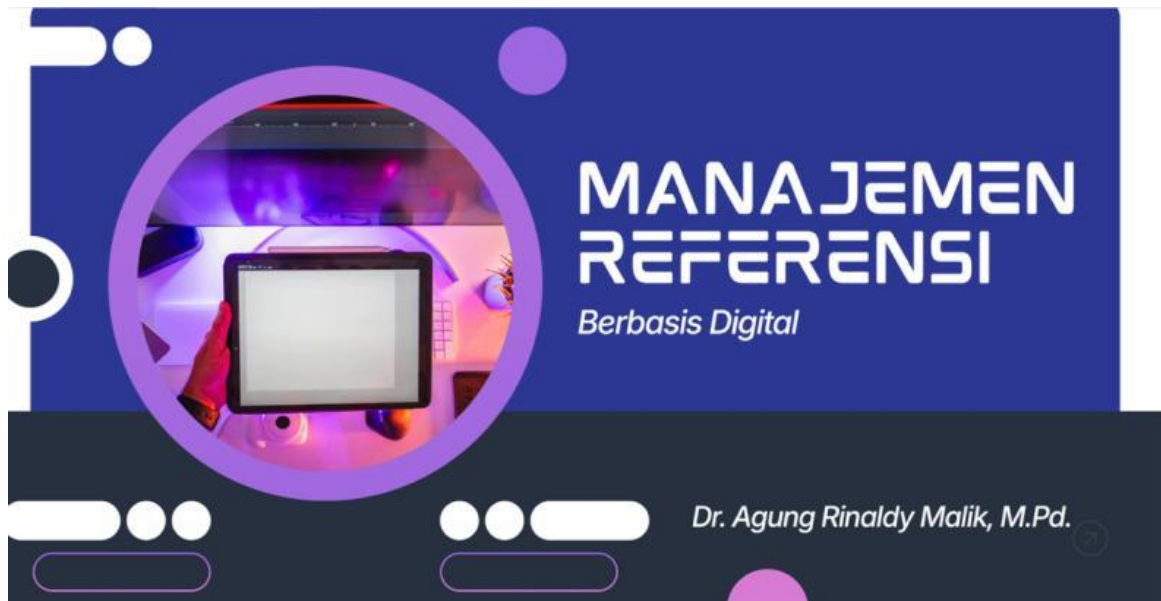 MANAJEMEN
REFERENSI
Berbasis Digital
Dr. Agung Rinaldy Malik, M.Pd.